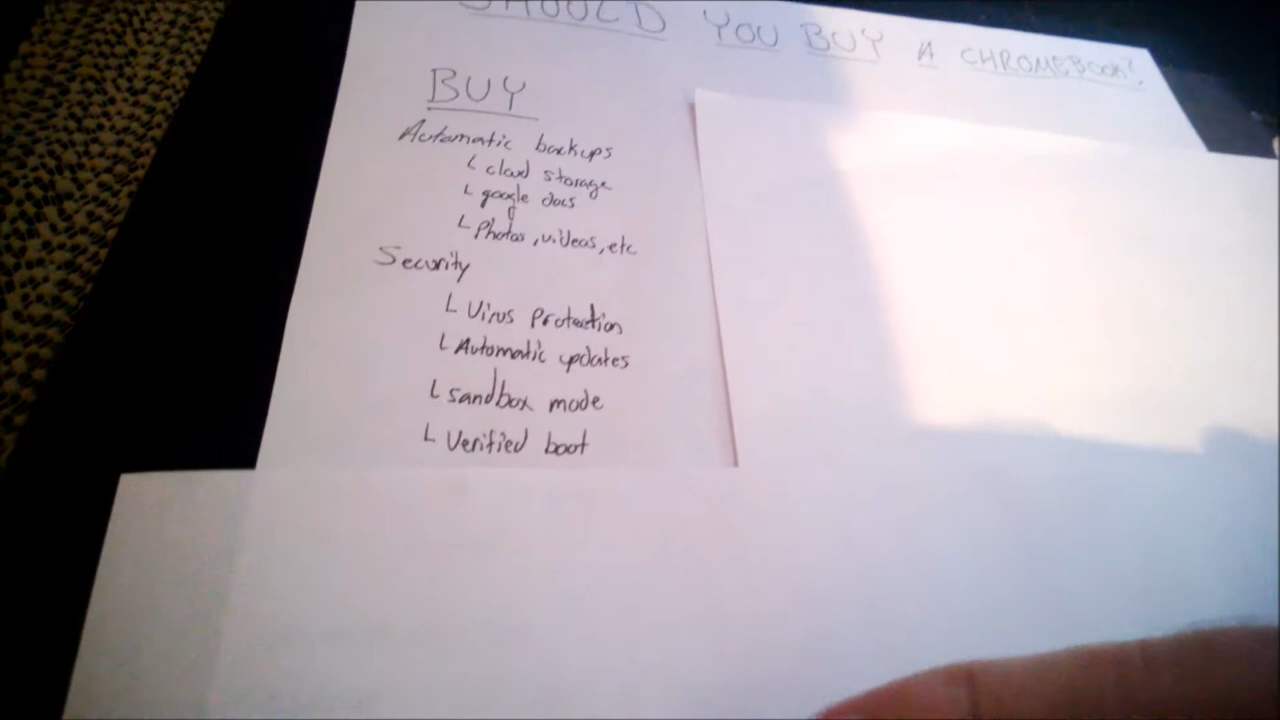 SHOULD YOU BUY A CHROMEBOOK?
BUY
Automatic backups
└ cloud storage
└ google docs
└ Photos, videos, etc
Security
└ Virus Protection
└ Automatic updates
└ sandbox mode
└ Verified boot